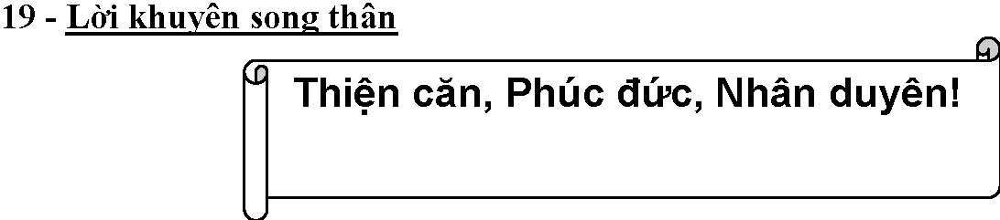 19 - Lời khuyên song thân
Thiện căn, Phúc đức, Nhân duyên!